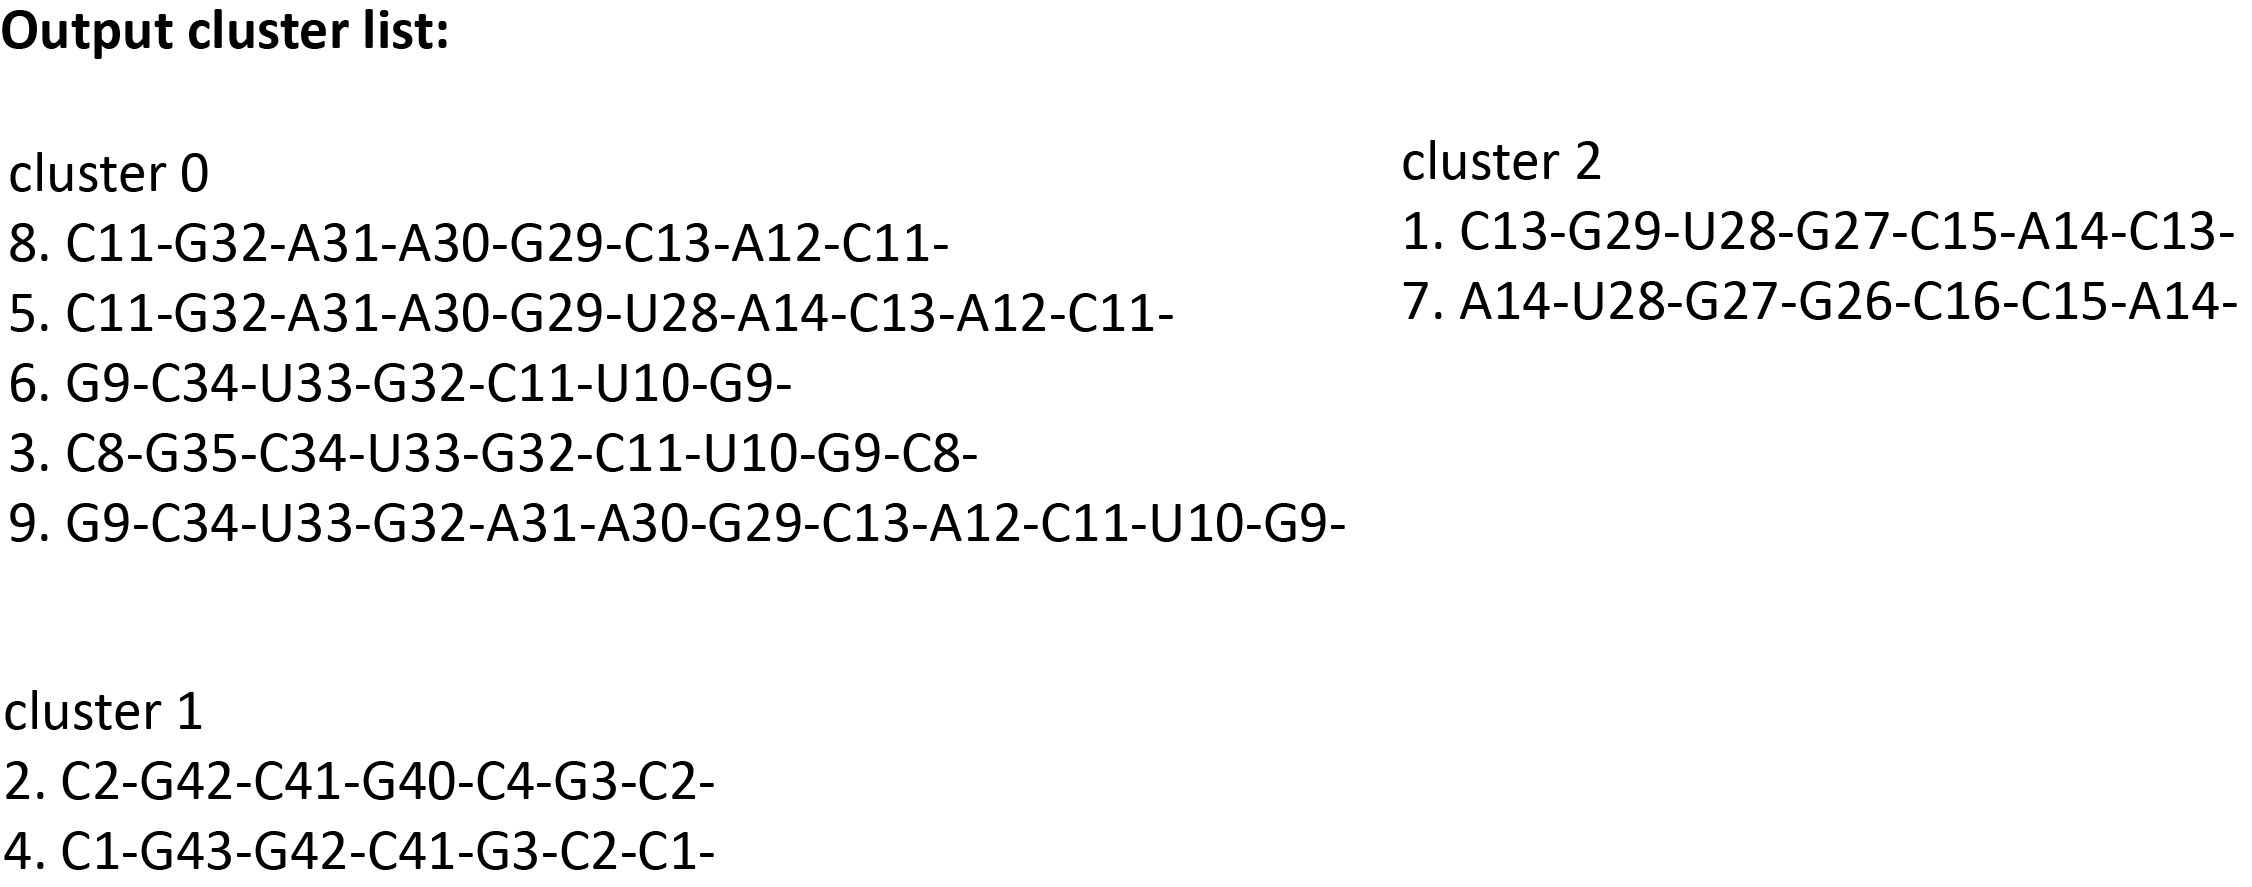 Output cluster list:
cluster 0
8. C11-G32-A31-A30-G29-C13-A12-C11-
5. C11-G32-A31-A30-G29-U28-A14-C13-A12-C11-
6. G9-C34-U33-G32-C11-U10-G9-
3. C8-G35-C34-U33-G32-C11-U10-G9-C8-
9. G9-C34-U33-G32-A31-A30-G29-C13-A12-C11-U10-G9-
cluster 1
2. C2-G42-C41-G40-C4-G3-C2-
4. C1-G43-G42-C41-G3-C2-C1-
cluster 2
1. C13-G29-U28-G27-C15-A14-C13-
7. A14-U28-G27-G26-C16-C15-A14-